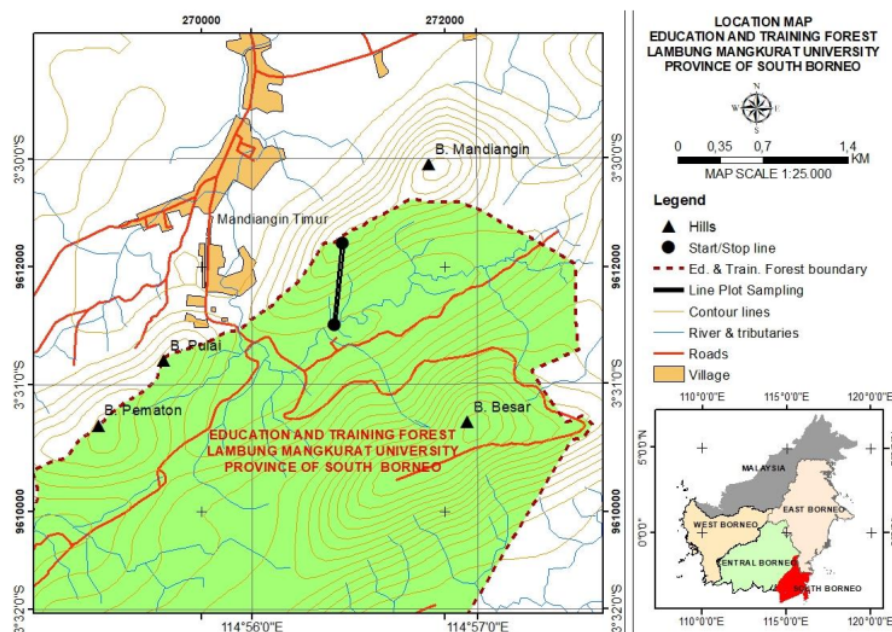 270000
272000
3°30'0"S
3°30'0"S
B. Mandiangin
Mandiangin Timur
9612000
9612000
B. Pulai
3°31'0"S
3°31'0"S
B. Pematon
B. Besar
EDUCATION AND TRAINING FOREST
LAMBUNG MANGKURAT UNIVERSITY
PROVINCE OF SOUTH BORNEO
9610000
9610000
3°32'0"S
3°32'0"S
114°56'0"E
114°57'0"E
LOCATION MAP
EDUCATION AND TRAINING FOREST
LAMBUNG MANGKURAT UNIVERSITY
PROVINCE OF SOUTH BORNEO
N
W E
S
0 0,35 0,7 1,4
KM
MAP SCALE 1:25.000
Legend
Hills
Start/Stop line
Ed. & Train. Forest boundary
Line Plot Sampling
Contour lines
River & tributaries
Roads
Village
110°0'0"E 115°0'0"E
5°0'0"N
5°0'0"N
MALAYSIA
EAST BORNEO
WEST BORNEO
0°0'0"
0°0'0"
CENTRAL BORNEO
SOUTH BORNEO
110°0'0"E 115°0'0"E